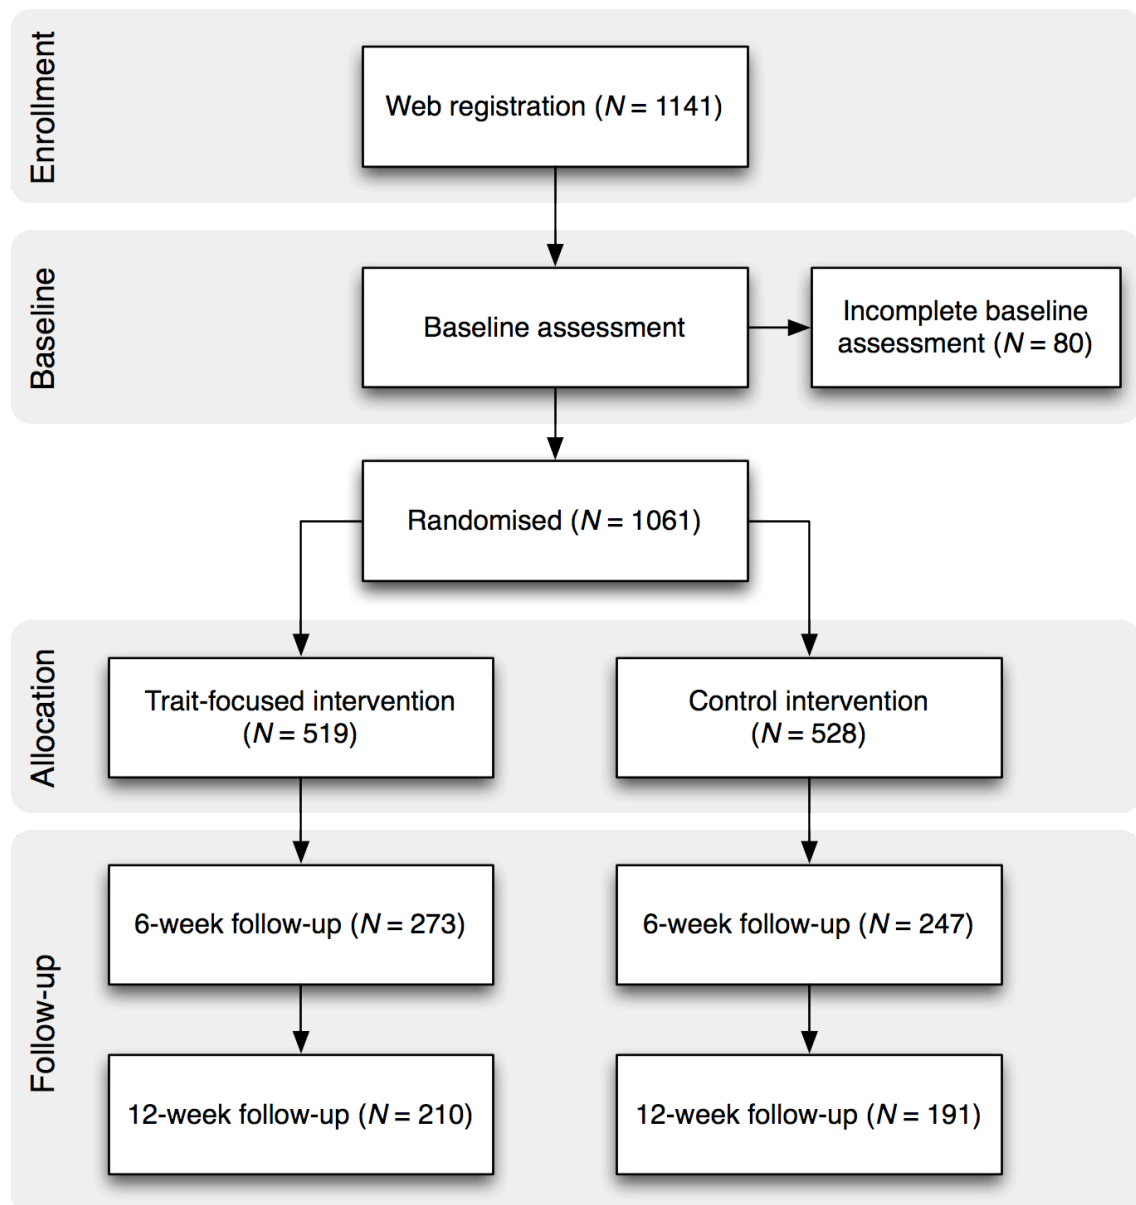 Enrollment
Web registration (N = 1141)
Baseline
Baseline assessment
Incomplete baseline
assessment (N = 80)
Randomised (N = 1061)
Allocation
Trait-focused intervention
(N = 519)
Control intervention
(N = 528)
Follow-up
6-week follow-up (N = 273)
6-week follow-up (N = 247)
12-week follow-up (N = 210)
12-week follow-up (N = 191)